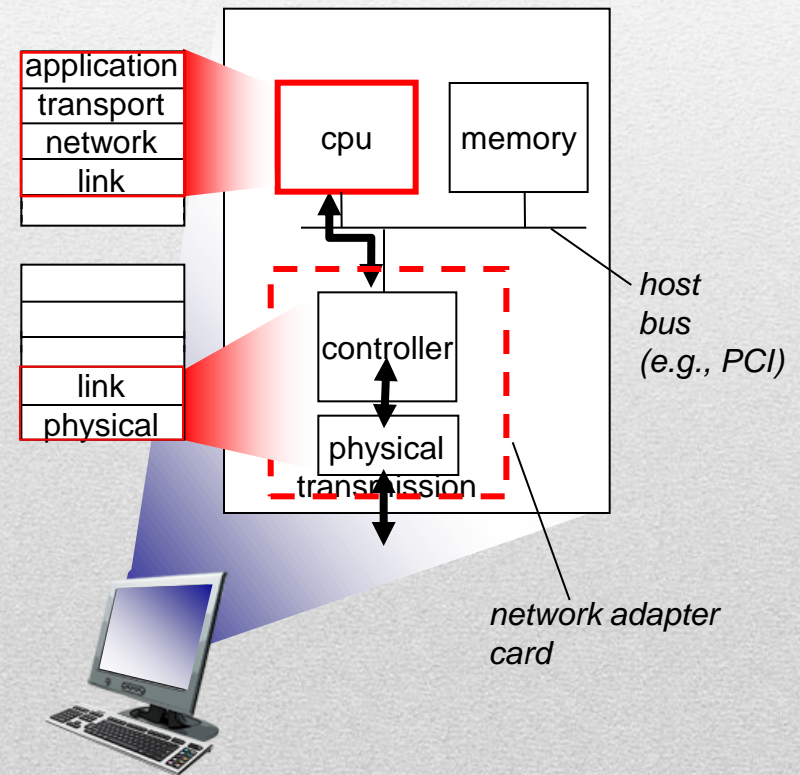 application
transport
network
link
cpu
memory
host
bus
(e.g., PCI)
controller
link
physical
physical
transmission
network adapter
card